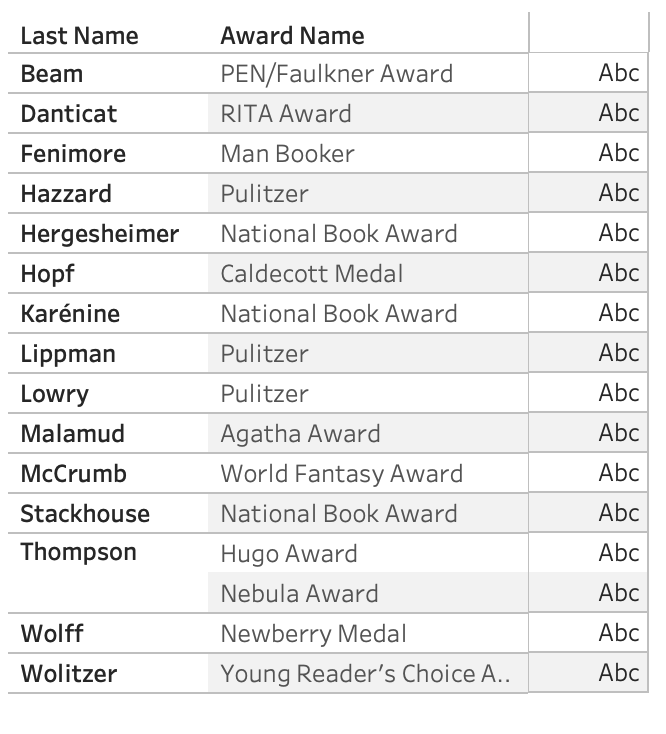 Last Name Award Name
Beam PEN/Faulkner Award Abc
Danticat RITA Award Abc
Fenimore Man Booker Abc
Hazzard Pulitzer Abc
Hergesheimer National Book Award Abc
Hopf Caldecott Medal Abc
Karénine National Book Award Abc
Lippman Pulitzer Abc
Lowry Pulitzer Abc
Malamud Agatha Award Abc
McCrumb World Fantasy Award Abc
Stackhouse National Book Award Abc
Thompson Hugo Award Abc
Nebula Award Abc
Wolff Newberry Medal Abc
Wolitzer Young Reader’s Choice A.. Abc